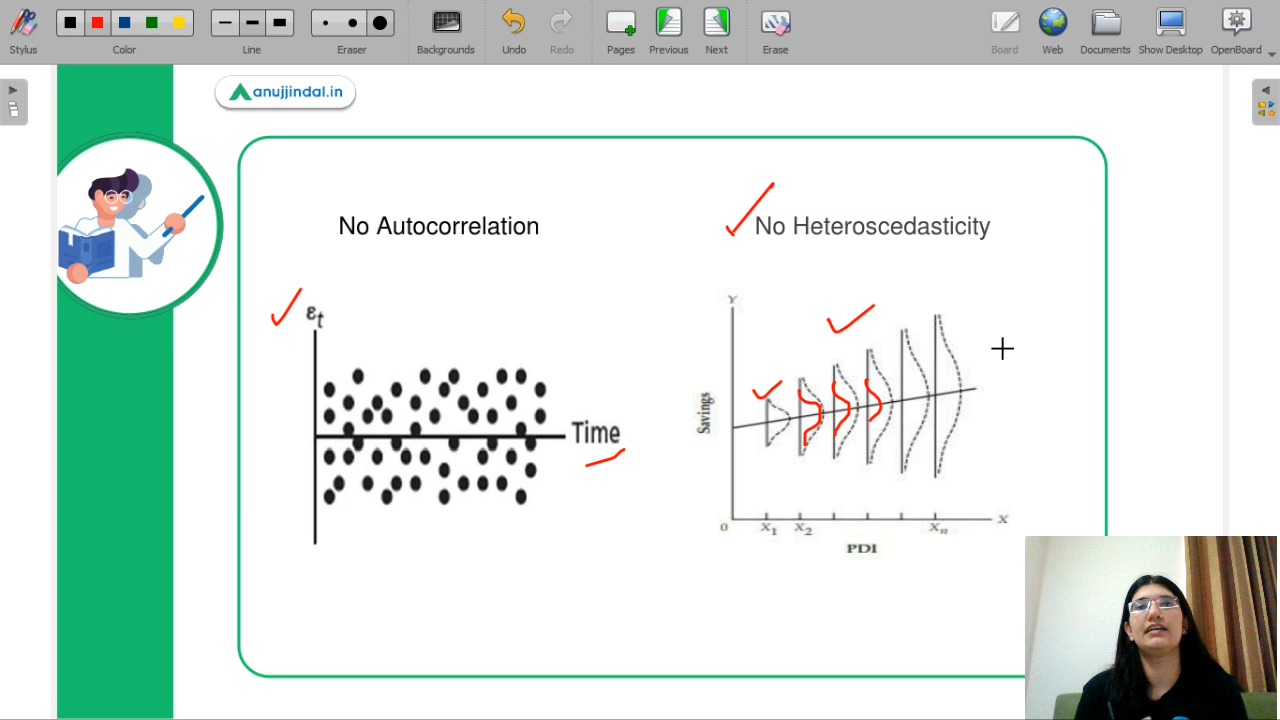 Stylus
Color
Line
Eraser
Backgrounds
Undo
Redo
Pages
Previous
Next
Erase
Board
Web
Documents
Show Desktop
OpenBoard
anujjindal.in
No Autocorrelation
No Heteroscedasticity
εt
Time
Y
Savings
0
X1
X2
Xn
X
PDI